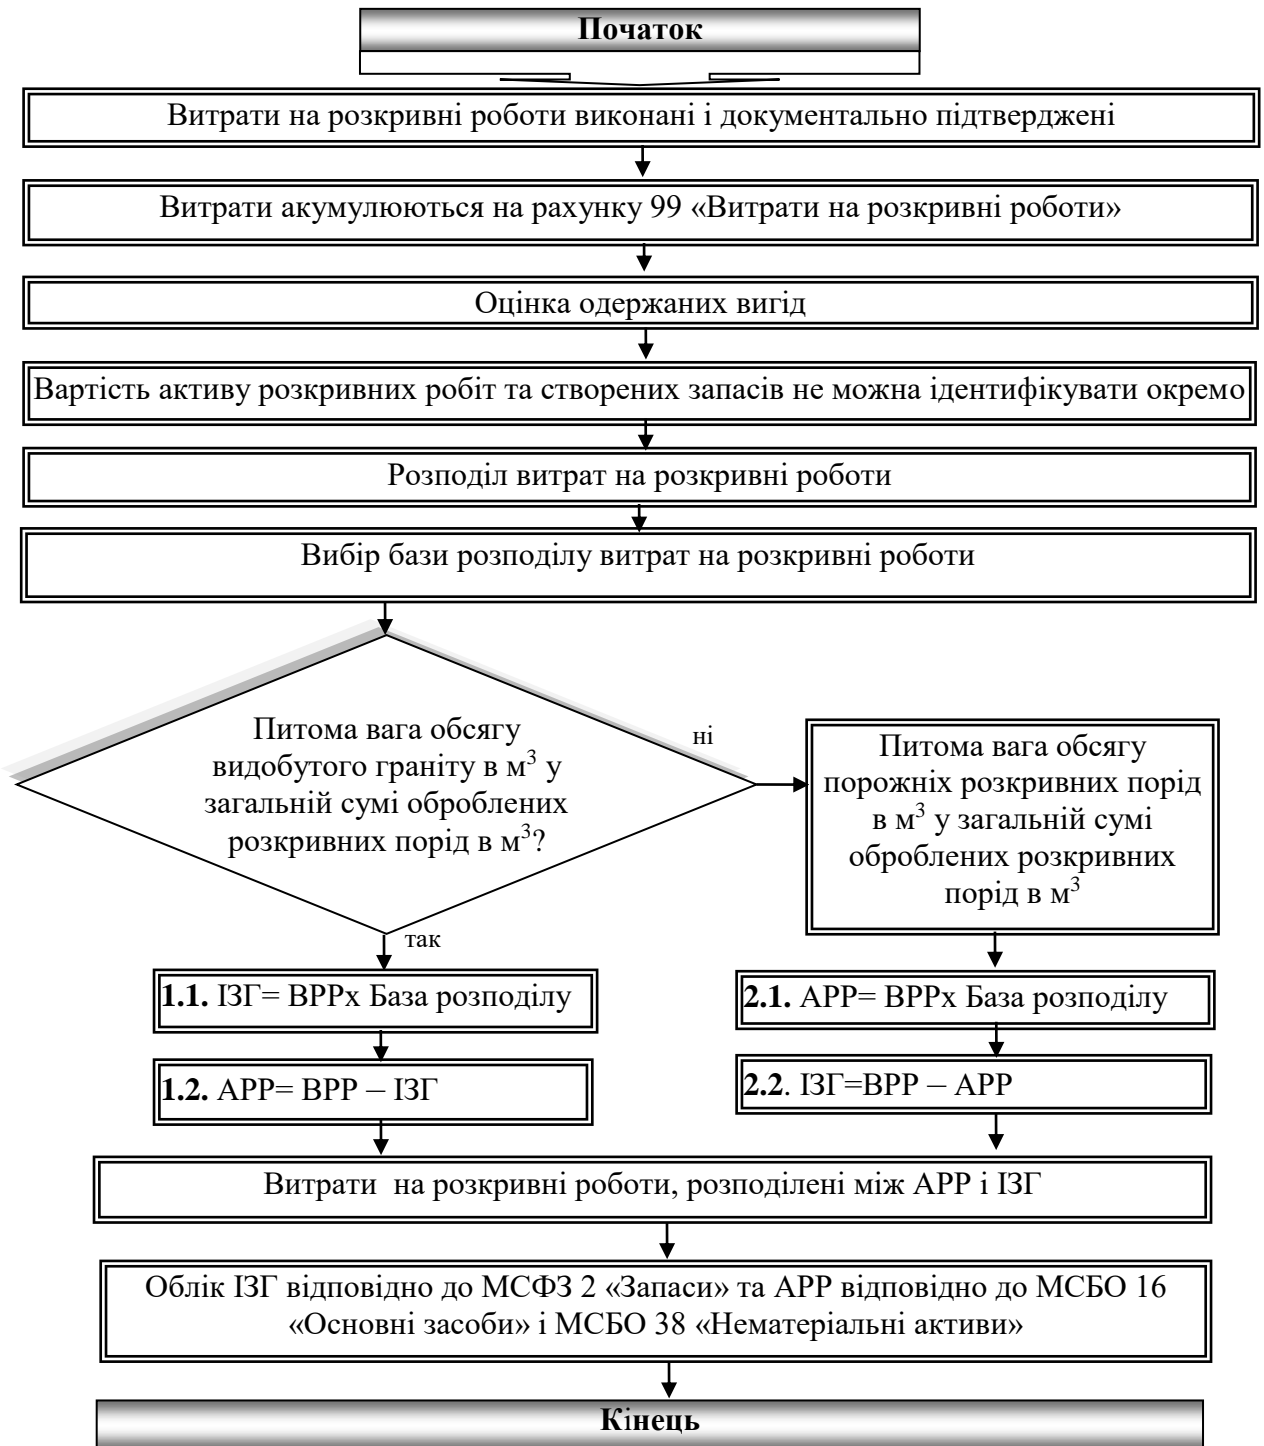 Початок
Витрати на розкривні роботи виконані і документально підтверджені
Витрати акумулюються на рахунку 99 «Витрати на розкривні роботи»
Оцінка одержаних вигід
Вартість активу розкривних робіт та створених запасів не можна ідентифікувати окремо
Розподіл витрат на розкривні роботи
Вибір бази розподілу витрат на розкривні роботи
Питома вага обсягу
видобутого граніту в м³ у
загальній сумі оброблених
розкривних порід в м³?
ні
Питома вага обсягу
порожніх розкривних порід
в м³ у загальній сумі
оброблених розкривних
порід в м³
так
1.1. ІЗГ= ВРРх База розподілу
2.1. АРР= ВРРх База розподілу
1.2. АРР= ВРР – ІЗГ
2.2. ІЗГ=ВРР – АРР
Витрати на розкривні роботи, розподілені між АРР і ІЗГ
Облік ІЗГ відповідно до МСФЗ 2 «Запаси» та АРР відповідно до МСБО 16
«Основні засоби» і МСБО 38 «Нематеріальні активи»
Кінець